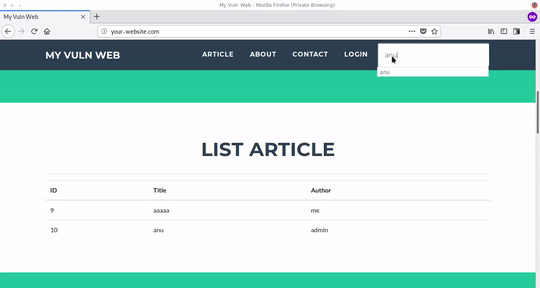 My Vuln Web - Mozilla Firefox (Private Browsing)
My Vuln Web
your-website.com
MY VULN WEB
ARTICLE ABOUT CONTACT LOGIN anu
anu
LIST ARTICLE
ID Title Author
9 aaaaa me
10 anu admin